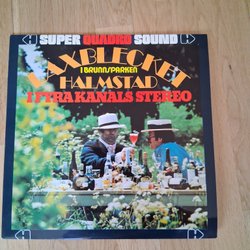 SUPER QUADRO SOUND
LAXBLECKET
I BRUNNSPARKEN
HALMSTAD
I FYRA KANALS STEREO